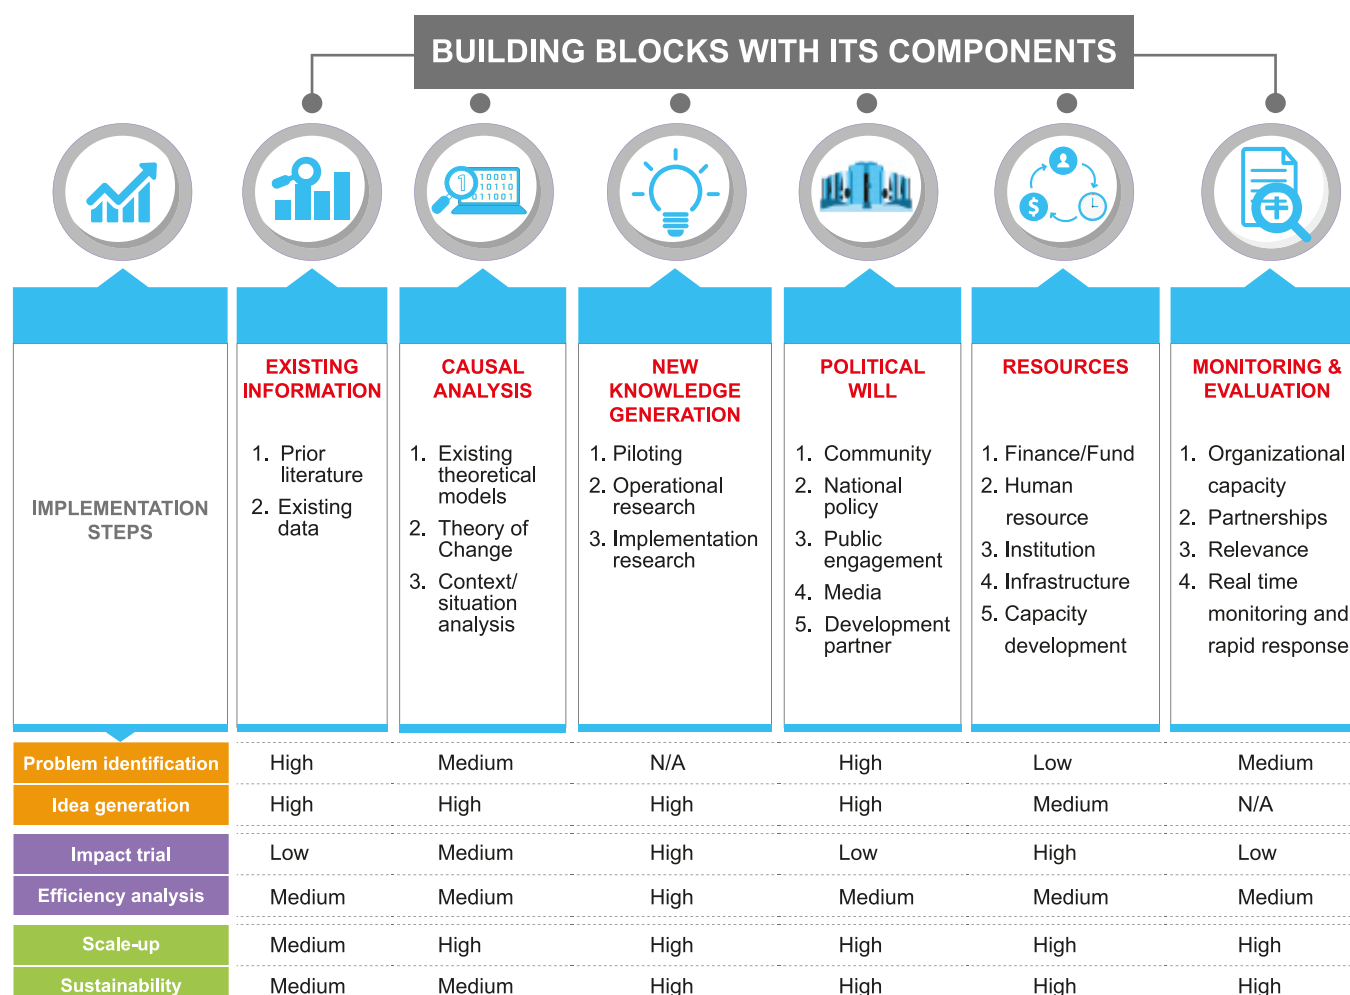 BUILDING BLOCKS WITH ITS COMPONENTS
1 10001
10110
011001
$
IMPLEMENTATION
STEPS
EXISTING
INFORMATION
1. Prior
literature
2. Existing
data
CAUSAL
ANALYSIS
1. Existing
theoretical
models
2. Theory of
Change
3. Context/
situation
analysis
NEW
KNOWLEDGE
GENERATION
1. Piloting
2. Operational
research
3. Implementation
research
POLITICAL
WILL
1. Community
2. National
policy
3. Public
engagement
4. Media
5. Development
partner
RESOURCES
1. Finance/Fund
2. Human
resource
3. Institution
4. Infrastructure
5. Capacity
development
MONITORING &
EVALUATION
1. Organizational
capacity
2. Partnerships
3. Relevance
4. Real time
monitoring and
rapid response
Problem identification High Medium N/A High Low Medium
Idea generation High High High High Medium N/A
Impact trial Low Medium High Low High Low
Efficiency analysis Medium Medium High Medium Medium Medium
Scale-up Medium High High High High High
Sustainability Medium Medium High High High High